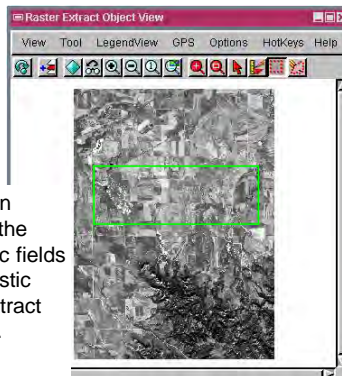 Raster Extract Object View
View Tool LegendView GPS Options HotKeys Help
n
the
c fields
stic
tract